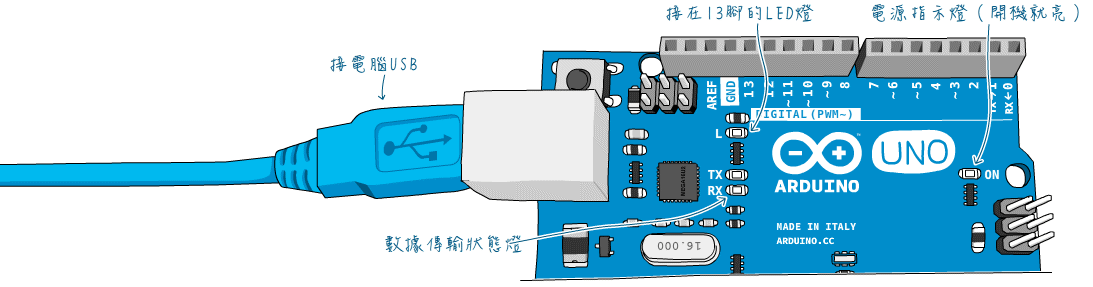 接在13腳的LED燈
電源指示燈（開機就亮）
接電腦USB
AREF
GND
13
12
~11
~10
~9
8
7
~6
~5
4
~3
2
TX→1
RX←0
DIGITAL (PWM~)
L
TX
RX
ARDUINO
UNO
ON
數據傳輸狀態燈
16.000
MADE IN ITALY
ARDUINO.CC